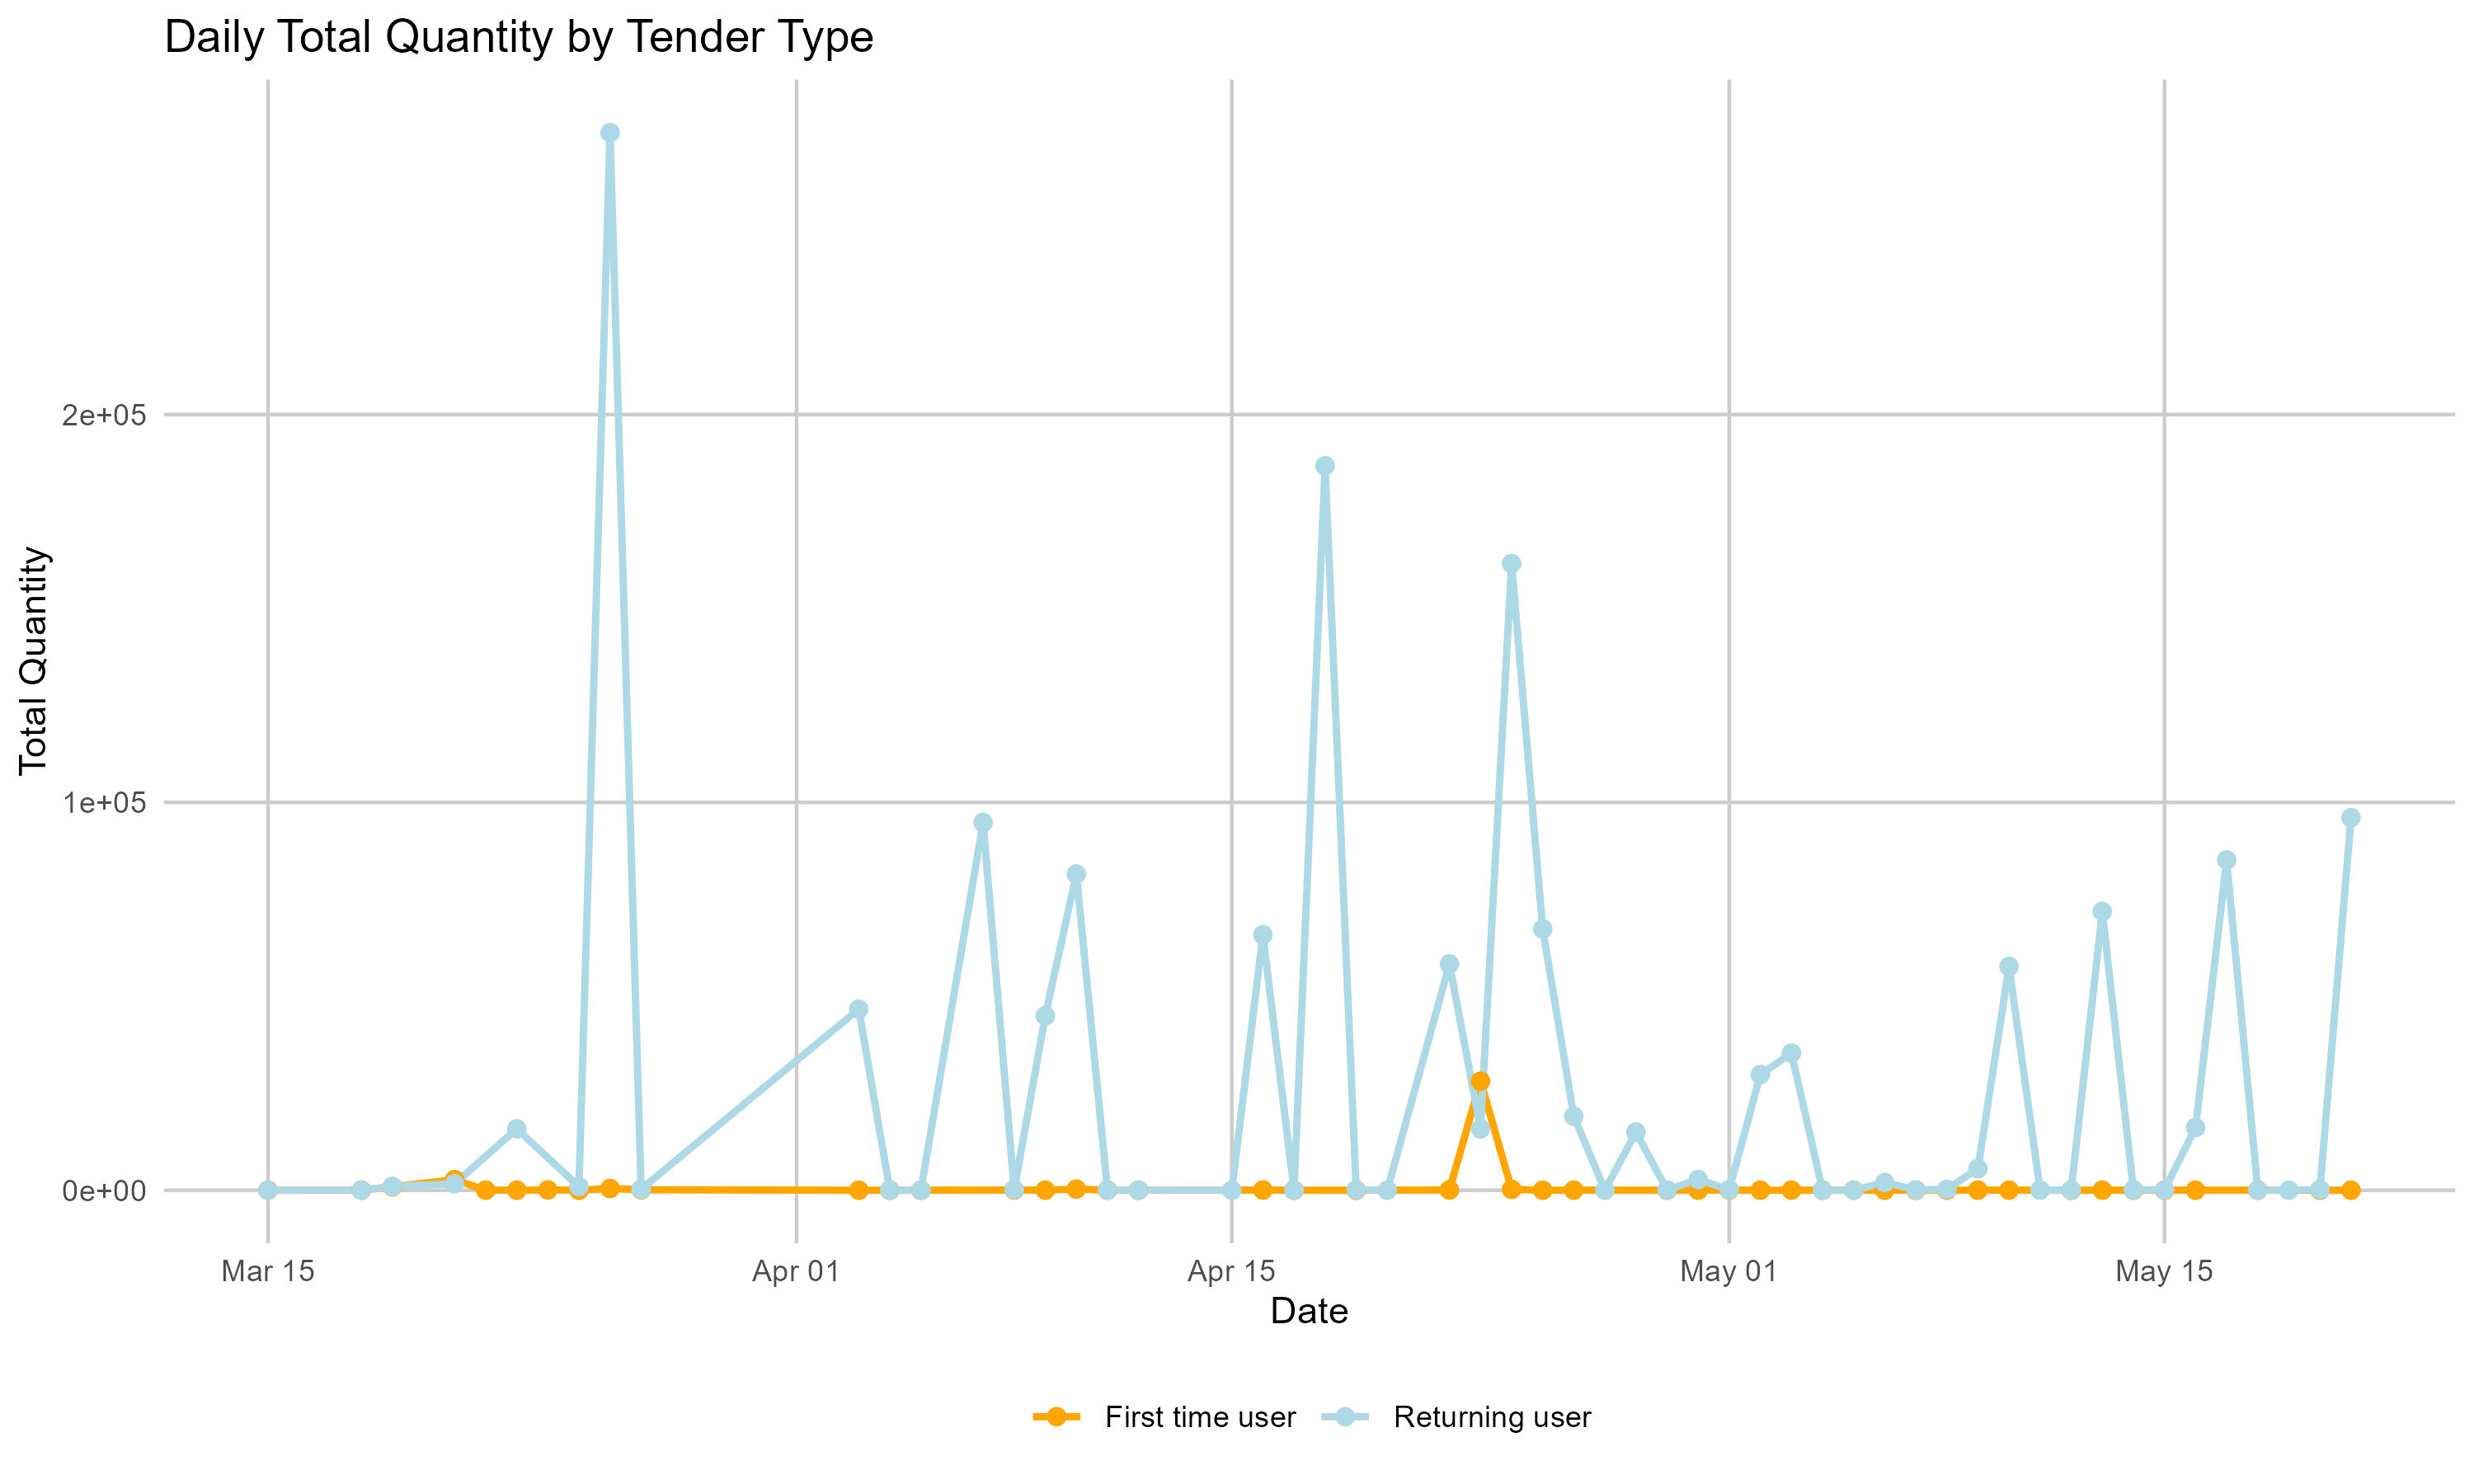 Daily Total Quantity by Tender Type
Total Quantity
2e+05
1e+05
0e+00
Mar 15 Apr 01 Apr 15 May 01 May 15
Date
First time user Returning user